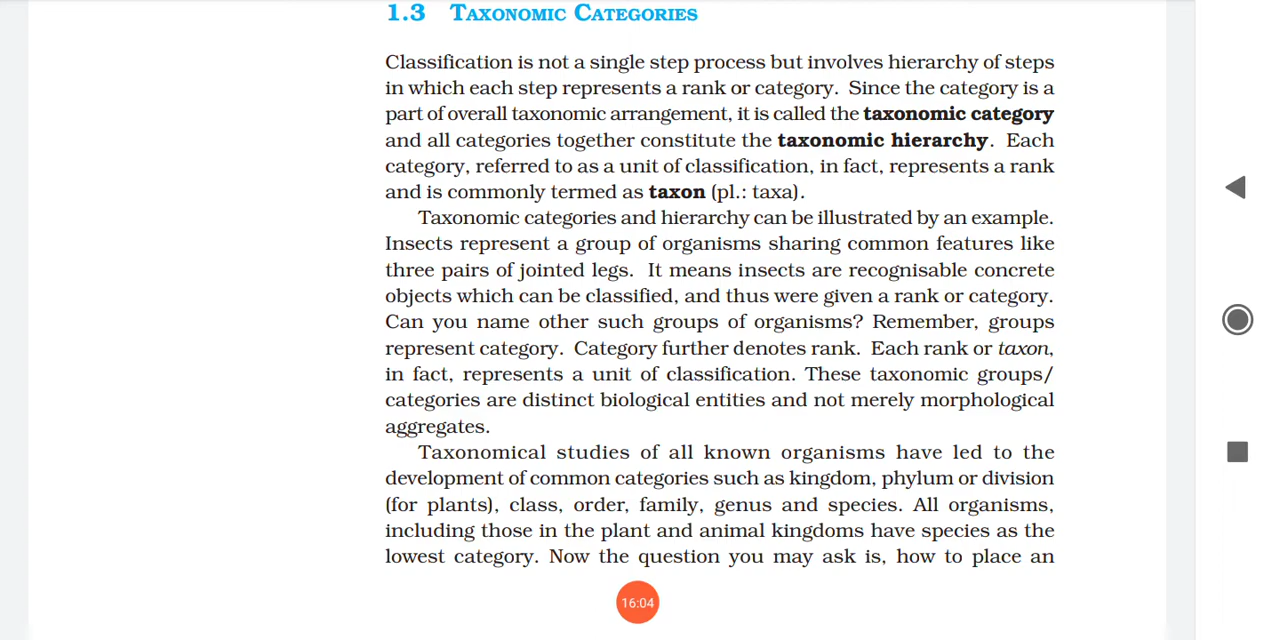 1.3 TAXONOMIC CATEGORIES
Classification is not a single step process but involves hierarchy of steps
in which each step represents a rank or category. Since the category is a
part of overall taxonomic arrangement, it is called the taxonomic category
and all categories together constitute the taxonomic hierarchy. Each
category, referred to as a unit of classification, in fact, represents a rank
and is commonly termed as taxon (pl.: taxa).
Taxonomic categories and hierarchy can be illustrated by an example.
Insects represent a group of organisms sharing common features like
three pairs of jointed legs. It means insects are recognisable concrete
objects which can be classified, and thus were given a rank or category.
Can you name other such groups of organisms? Remember, groups
represent category. Category further denotes rank. Each rank or taxon,
in fact, represents a unit of classification. These taxonomic groups/
categories are distinct biological entities and not merely morphological
aggregates.
Taxonomical studies of all known organisms have led to the
development of common categories such as kingdom, phylum or division
(for plants), class, order, family, genus and species. All organisms,
including those in the plant and animal kingdoms have species as the
lowest category. Now the question you may ask is, how to place an
16:04